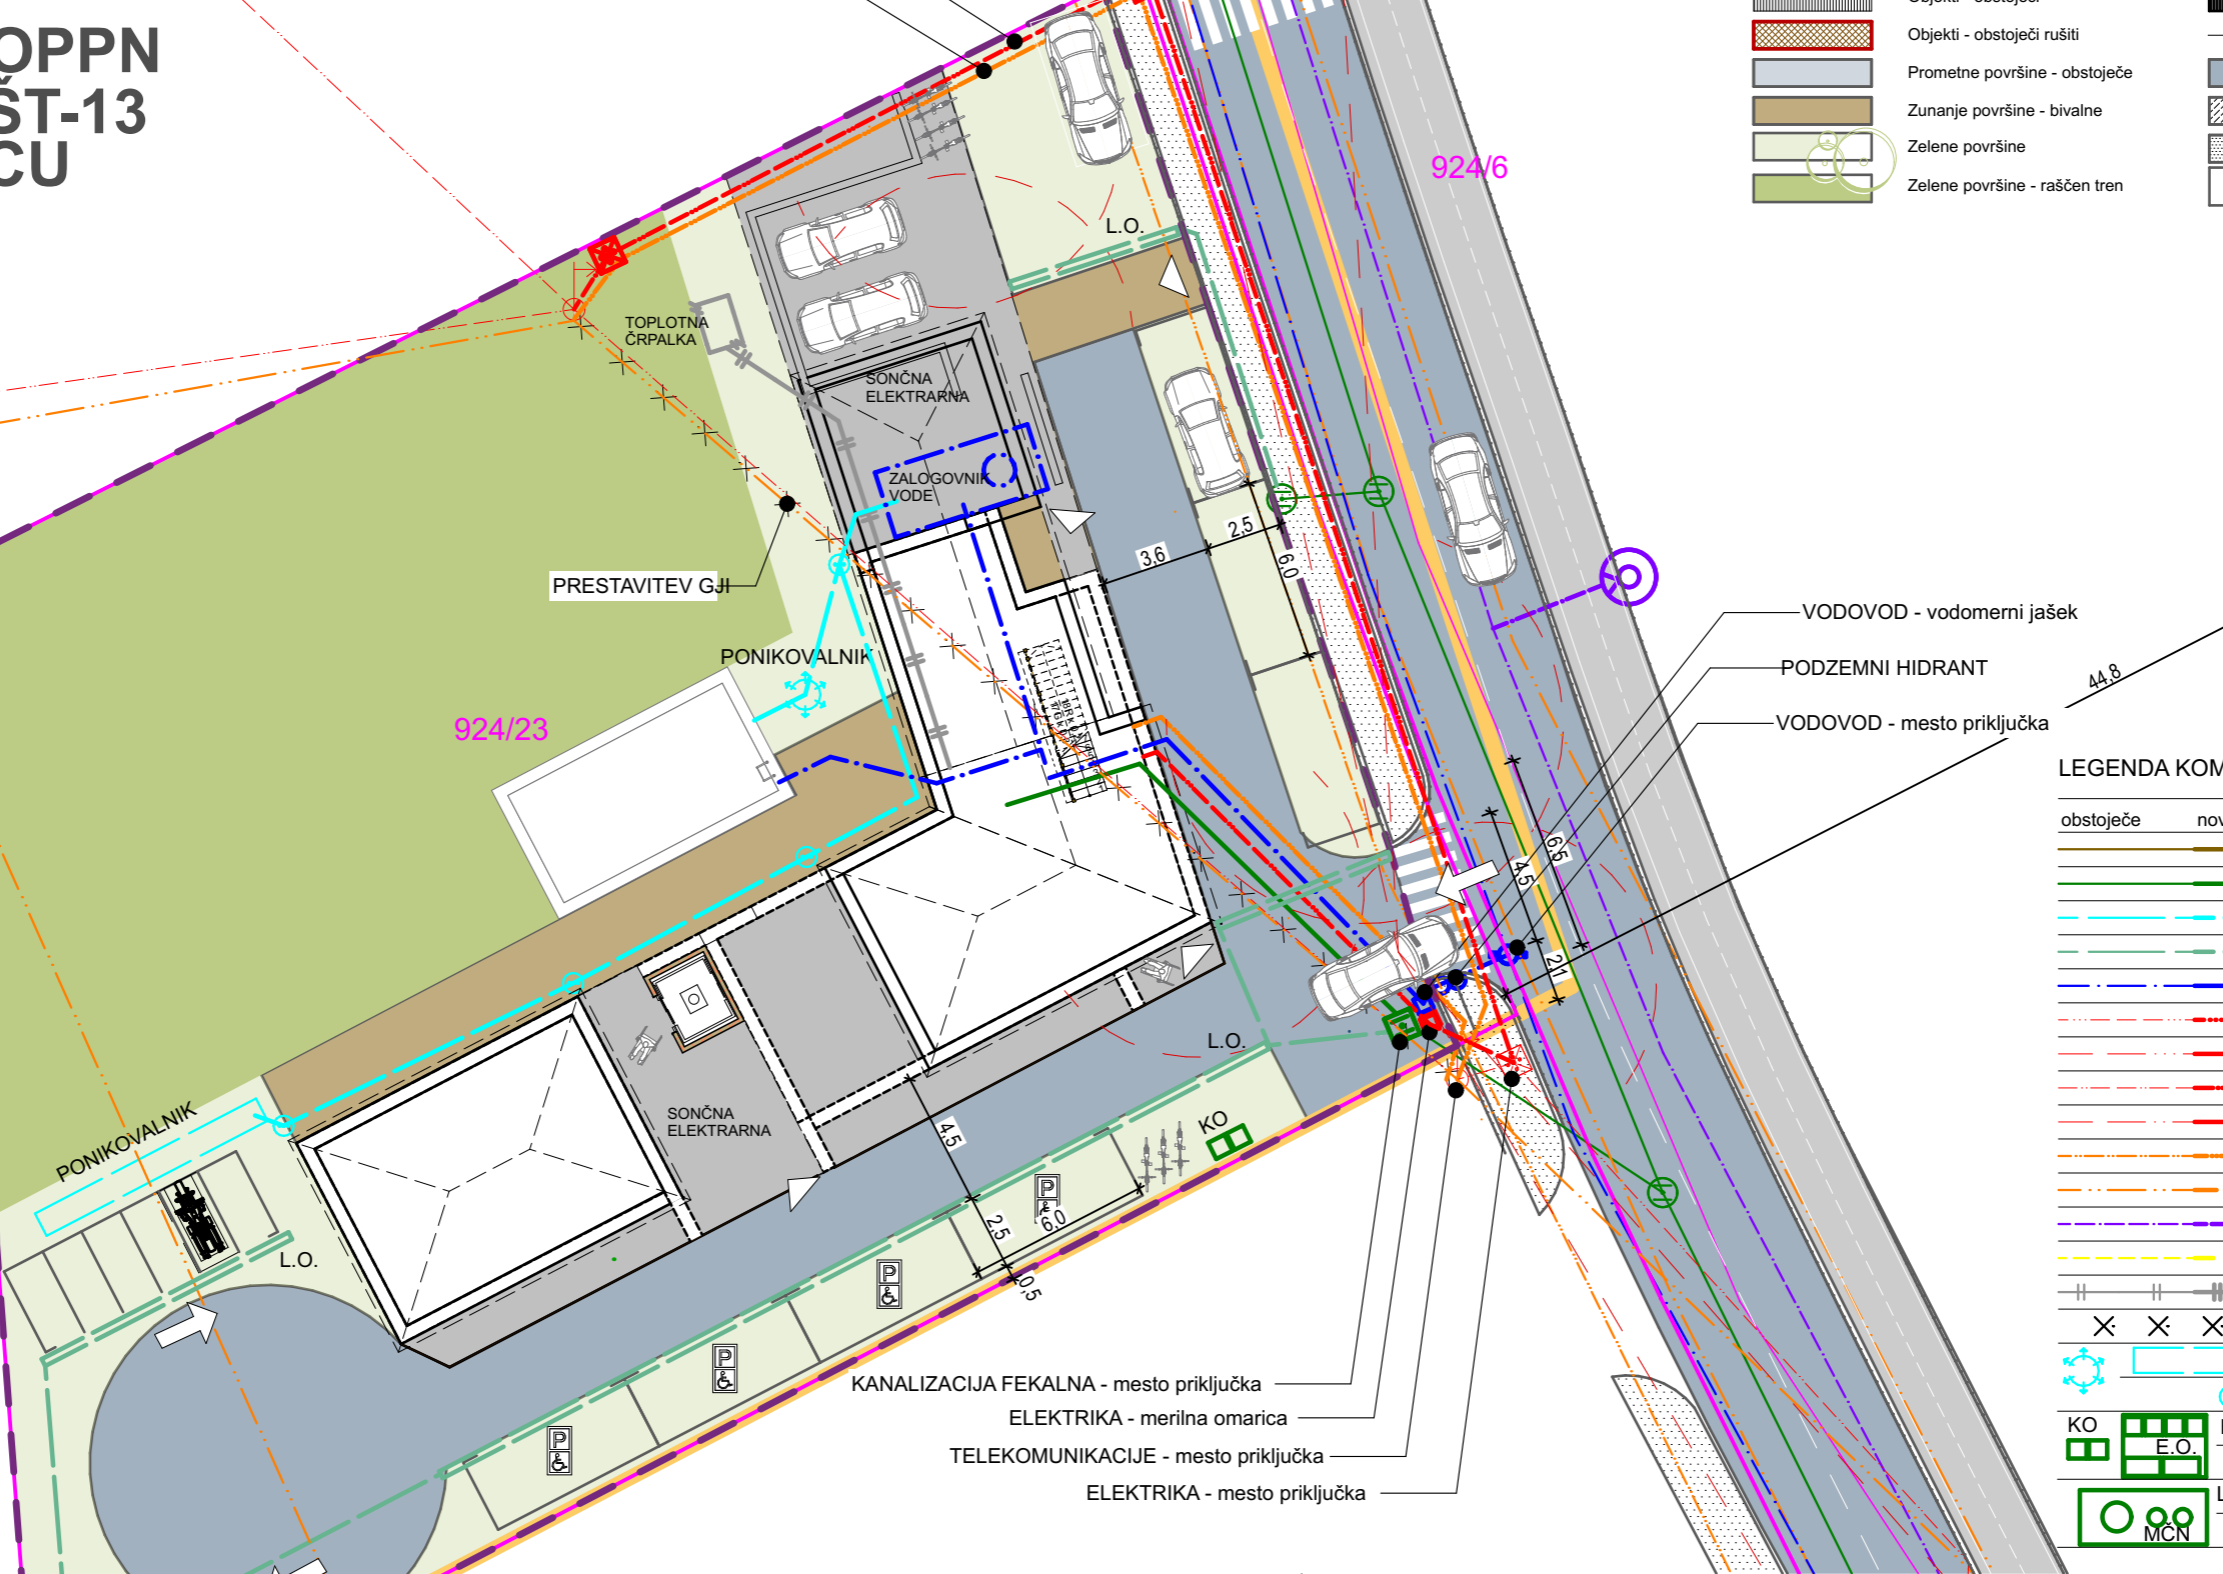 OPPN
ŠT-13
CU
Objekti - obstoječi rušiti
Prometne površine - obstoječe
Zunanje površine - bivalne
Zelene površine
Zelene površine - raščen tren
924/6
L.O.
TOPLOTNA
ČRPALKA
SONČNA
ELEKTRARNA
ZALOGOVNIK
VODE
PRESTAVITEV GJI
3,6
2,5
6,0
PONIKOVALNIK
924/23
VODOVOD - vodomerni jašek
PODZEMNI HIDRANT
VODOVOD - mesto priključka
44,8
LEGENDA KOM
obstoječe
nov
6,5
4,5
2,1
L.O.
KO
SONČNA
ELEKTRARNA
4,5
PONIKOVALNIK
P
6,0
2,5
0,5
L.O.
P
P
P
KANALIZACIJA FEKALNA - mesto priključka
ELEKTRIKA - merilna omarica
TELEKOMUNIKACIJE - mesto priključka
ELEKTRIKA - mesto priključka
KO
E.O.
MČN